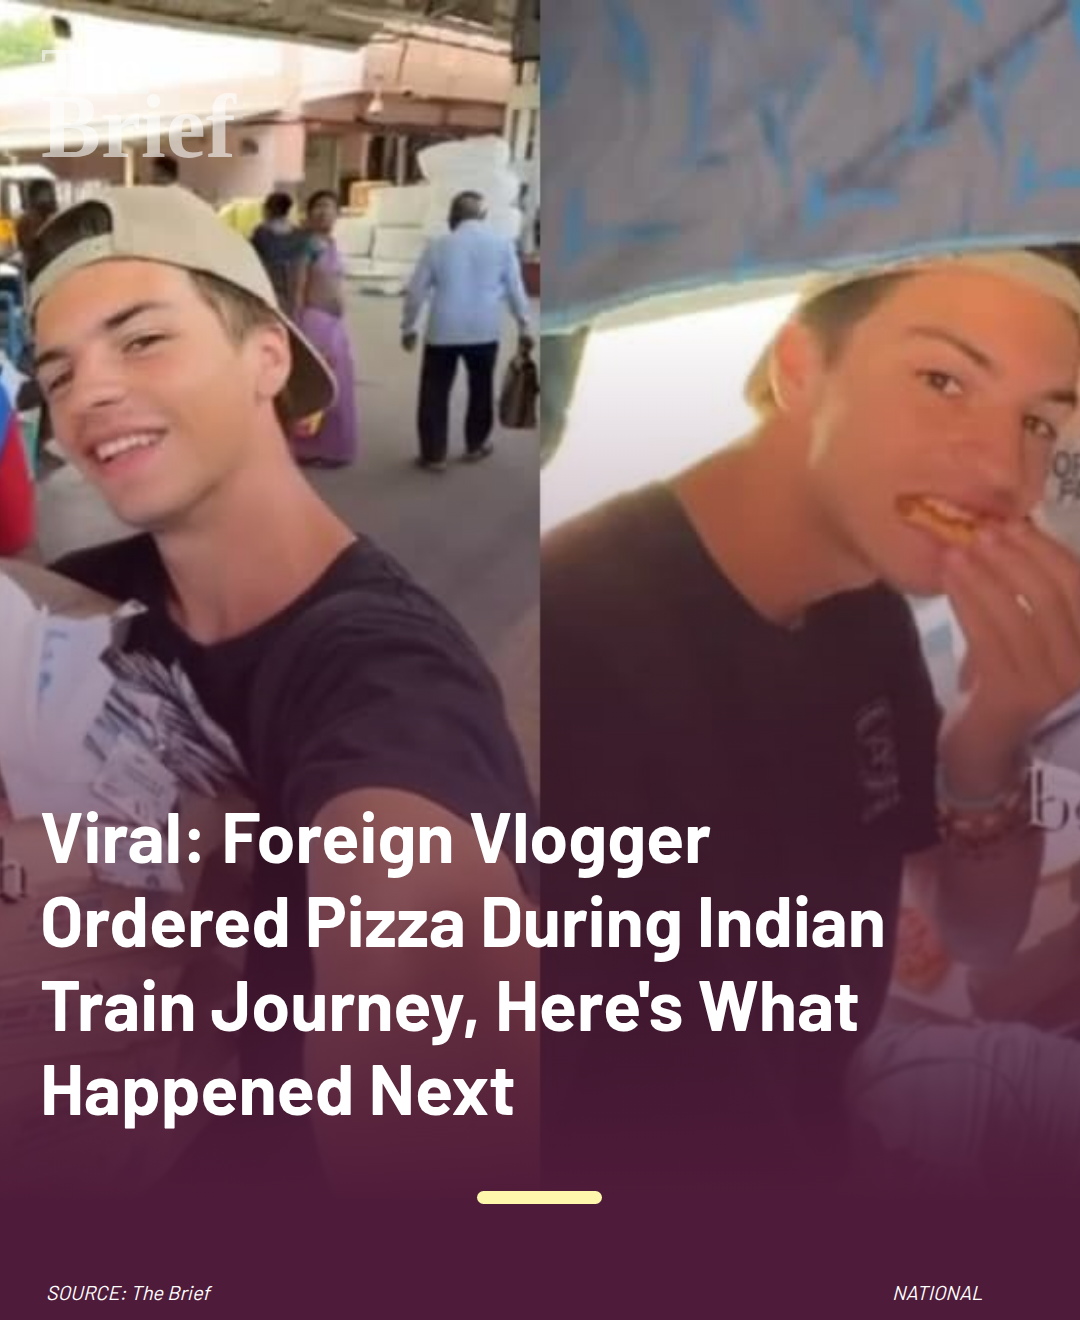 The
Brief
Viral: Foreign Vlogger
Ordered Pizza During Indian
Train Journey, Here's What
Happened Next
SOURCE: The Brief
NATIONAL